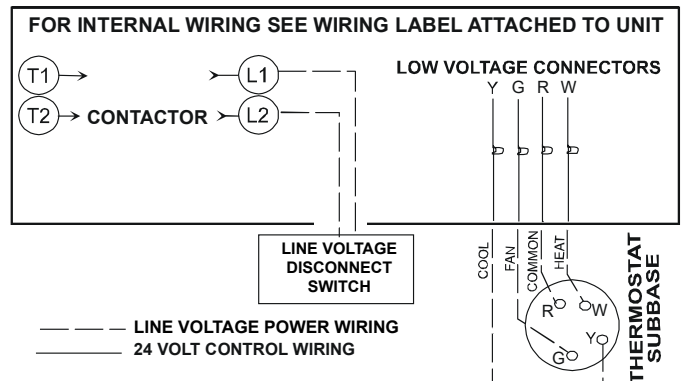 FOR INTERNAL WIRING SEE WIRING LABEL ATTACHED TO UNIT
T1 L1
T2 CONTACTOR L2
LOW VOLTAGE CONNECTORS
Y G R W
LINE VOLTAGE
DISCONNECT
SWITCH
COOL
FAN
COMMON
HEAT
R W
Y
G
THERMOSTAT
SUBBASE
LINE VOLTAGE POWER WIRING
24 VOLT CONTROL WIRING